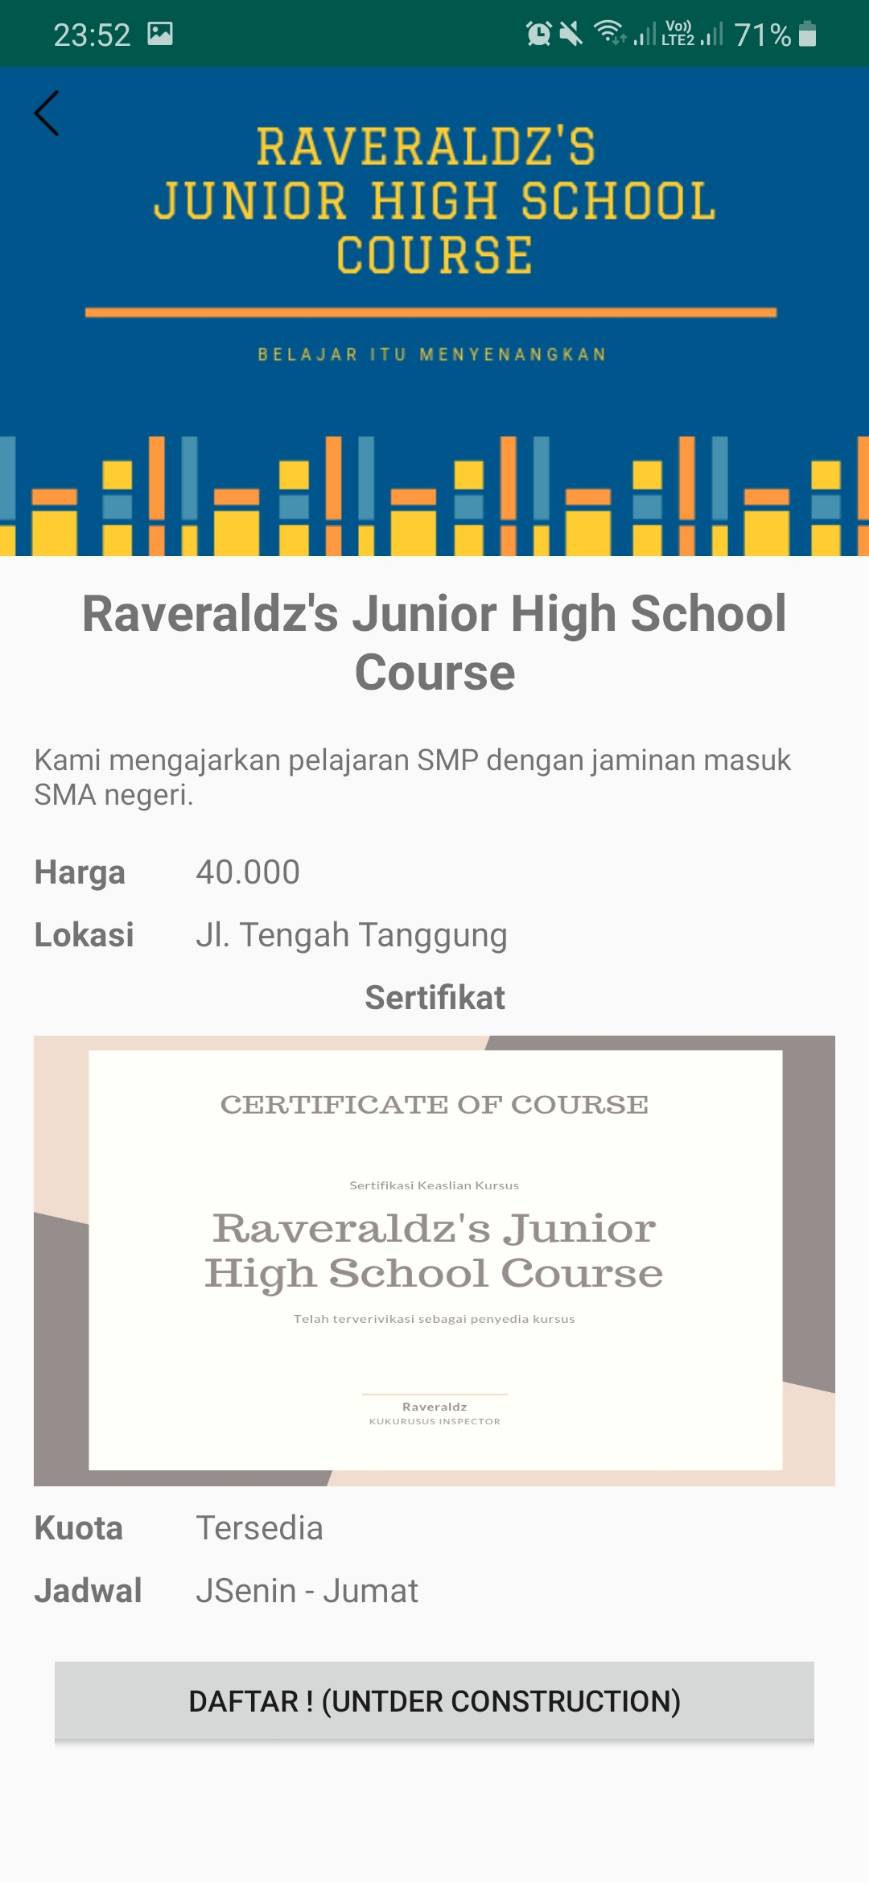 23:52
Vo))
LTE2
71%
RAVERALDZ'S
JUNIOR HIGH SCHOOL
COURSE
BELAJAR ITU MENYENANGKAN
Raveraldz's Junior High School
Course
Kami mengajarkan pelajaran SMP dengan jaminan masuk
SMA negeri.
Harga 40.000
Lokasi Jl. Tengah Tanggung
Sertifikat
CERTIFICATE OF COURSE
Sertifikasi Keaslian Kursus
Raveraldz's Junior
High School Course
Telah terverivikasi sebagai penyedia kursus
Raveraldz
KUKURUSUS INSPECTOR
Kuota Tersedia
Jadwal JSenin - Jumat
DAFTAR ! (UNTDER CONSTRUCTION)